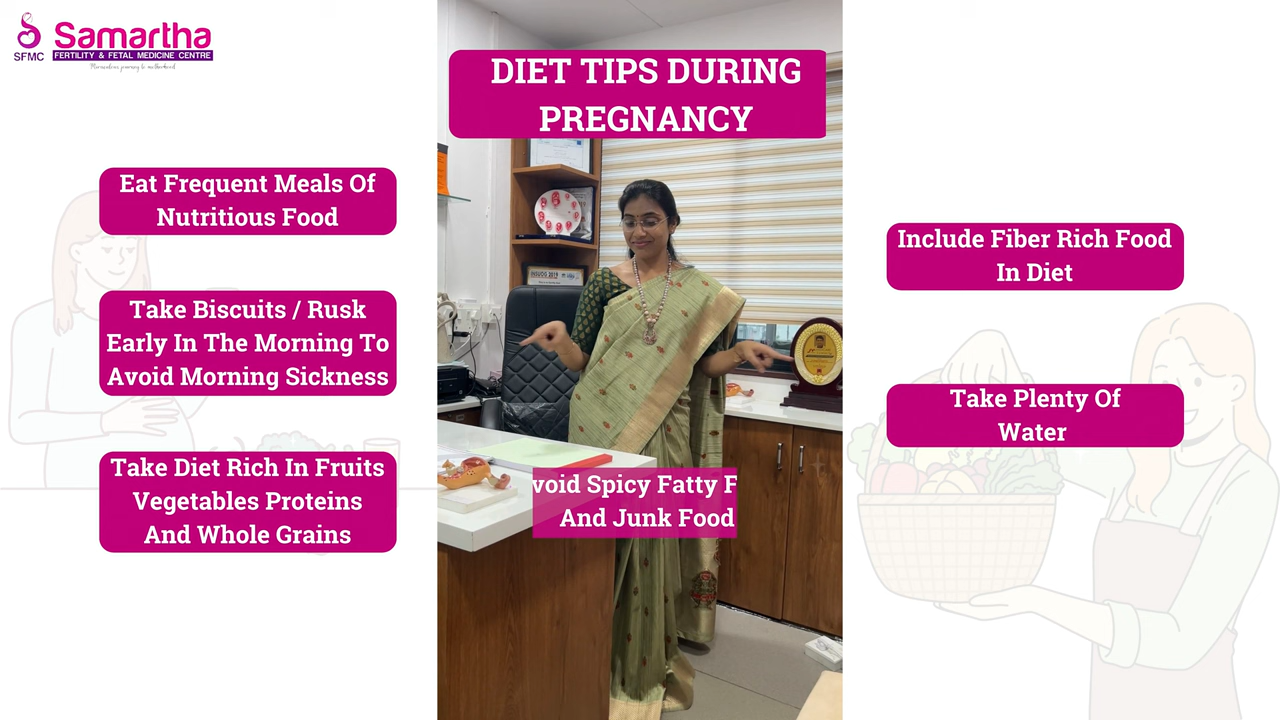 Samartha
SFMC
FERTILITY & FETAL MEDICINE CENTRE
DIET TIPS DURING
PREGNANCY
Eat Frequent Meals Of
Nutritious Food
Take Biscuits / Rusk
Early In The Morning To
Avoid Morning Sickness
Take Diet Rich In Fruits
Vegetables Proteins
And Whole Grains
Include Fiber Rich Food
In Diet
Take Plenty Of
Water
void Spicy Fatty F
And Junk Food